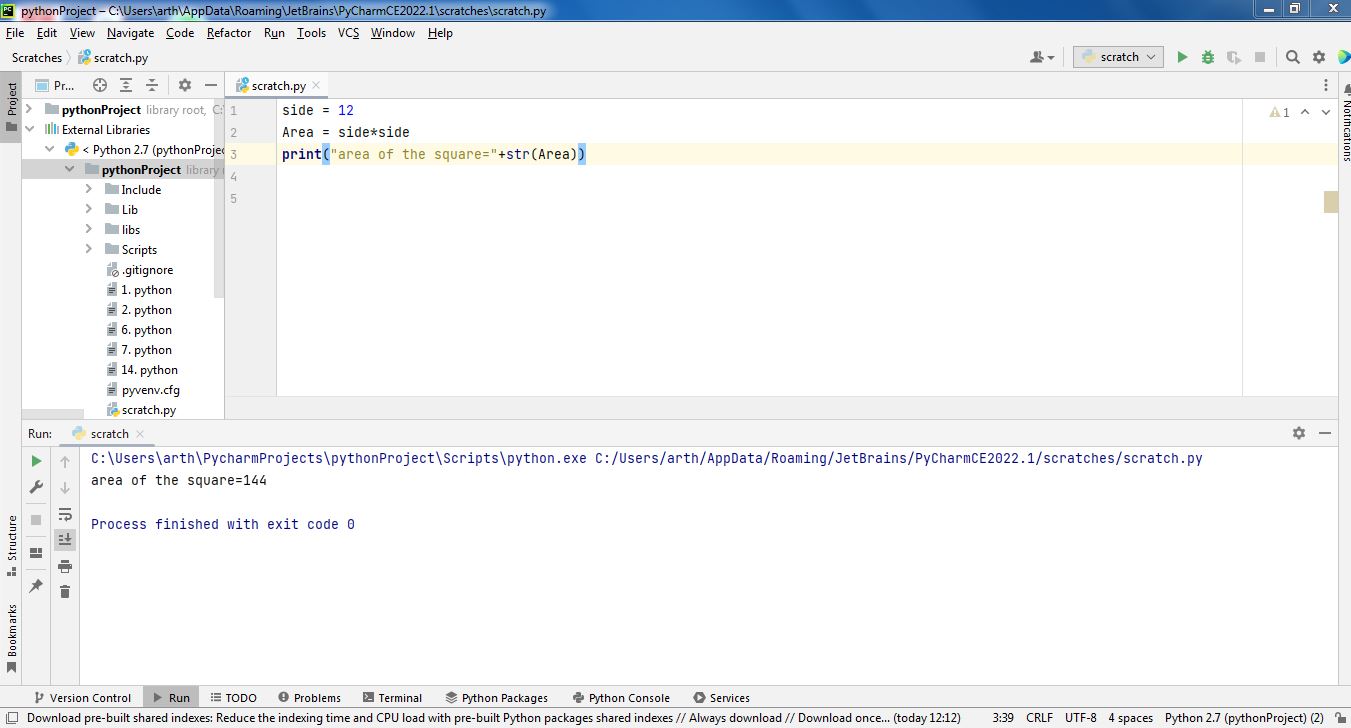 pythonProject – C:\Users\arth\AppData\Roaming\JetBrains\PyCharmCE2022.1\scratches\scratch.py
File Edit View Navigate Code Refactor Run Tools VCS Window Help
Scratches scratch.py scratch
Project
Pr...
scratch.py
pythonProject library root, C:
External Libraries
< Python 2.7 (pythonProjec
pythonProject library
Include
Lib
libs
Scripts
.gitignore
1. python
2. python
6. python
7. python
14. python
pyvenv.cfg
scratch.py
1 side = 12
2 Area = side*side
3 print("area of the square="+str(Area))
4
5
1
Notifications
Run: scratch
C:\Users\arth\PycharmProjects\pythonProject\Scripts\python.exe C:/Users/arth/AppData/Roaming/JetBrains/PyCharmCE2022.1/scratches/scratch.py
area of the square=144
Process finished with exit code 0
Structure
Bookmarks
Version Control Run TODO Problems Terminal Python Packages Python Console Services
Download pre-built shared indexes: Reduce the indexing time and CPU load with pre-built Python packages shared indexes // Always download // Download once... (today 12:12) 3:39 CRLF UTF-8 4 spaces Python 2.7 (pythonProject) (2)